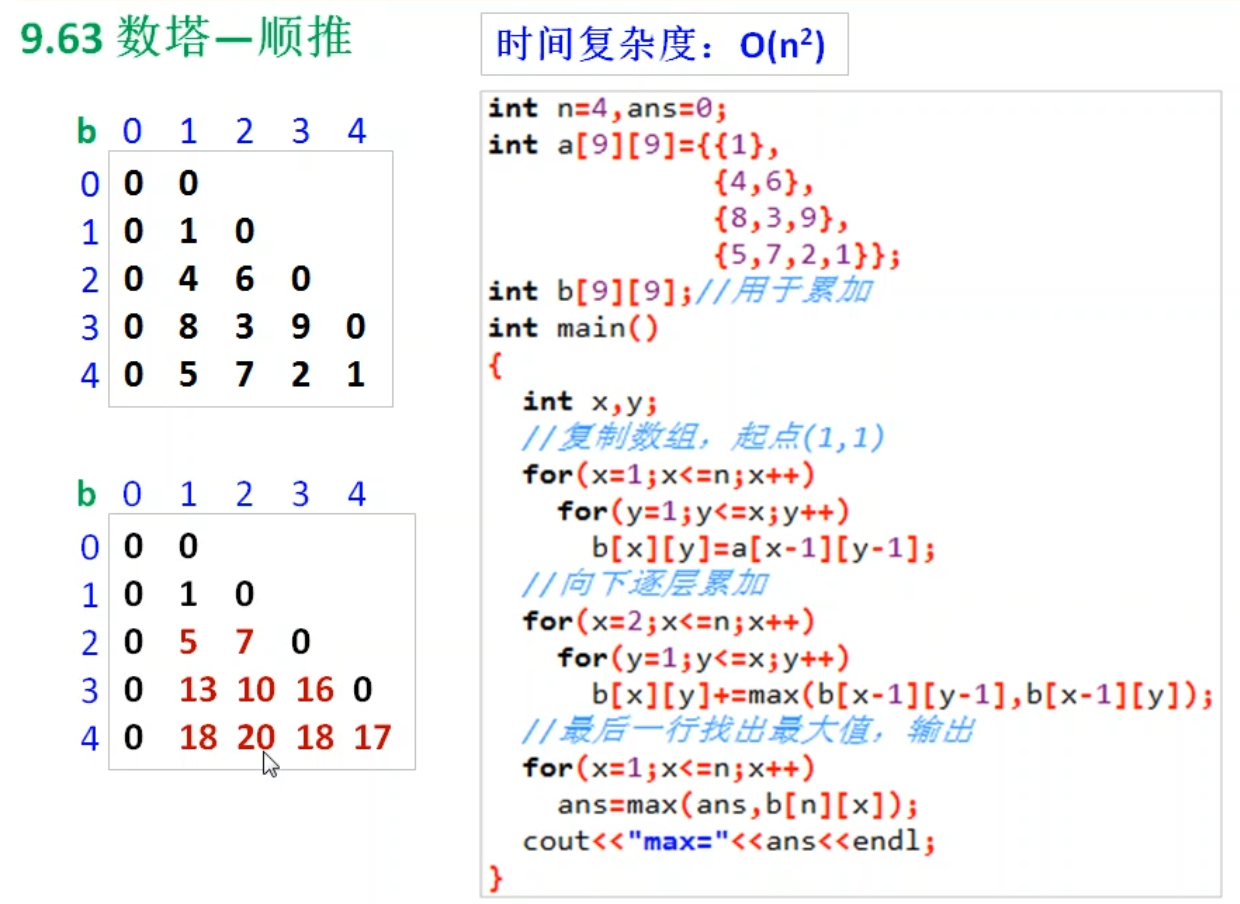 9.63 数塔—顺推
时间复杂度：O(n²)
b 0 1 2 3 4
0 0 0
1 0 1 0
2 0 4 6 0
3 0 8 3 9 0
4 0 5 7 2 1
b 0 1 2 3 4
0 0 0
1 0 1 0
2 0 5 7 0
3 0 13 10 16 0
4 0 18 20 18 17
int n=4,ans=0;
int a[9][9]={{1},
{4,6},
{8,3,9},
{5,7,2,1}};
int b[9][9];//用于累加
int main()
{
int x,y;
//复制数组，起点(1,1)
for(x=1;x<=n;x++)
for(y=1;y<=x;y++)
b[x][y]=a[x-1][y-1];
//向下逐层累加
for(x=2;x<=n;x++)
for(y=1;y<=x;y++)
b[x][y]+=max(b[x-1][y-1],b[x-1][y]);
//最后一行找出最大值，输出
for(x=1;x<=n;x++)
ans=max(ans,b[n][x]);
cout<<"max="<<ans<<endl;
}